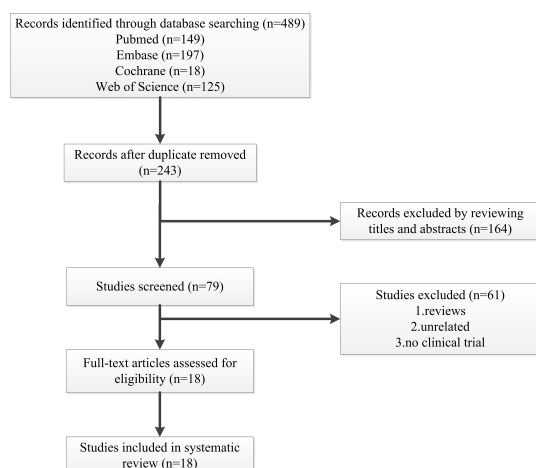 Records identified through database searching (n=489)
Pubmed (n=149)
Embase (n=197)
Cochrane (n=18)
Web of Science (n=125)
Records after duplicate removed
(n=243)
Records excluded by reviewing
titles and abstracts (n=164)
Studies screened (n=79)
Studies excluded (n=61)
1.reviews
2.unrelated
3.no clinical trial
Full-text articles assessed for
eligibility (n=18)
Studies included in systematic
review (n=18)